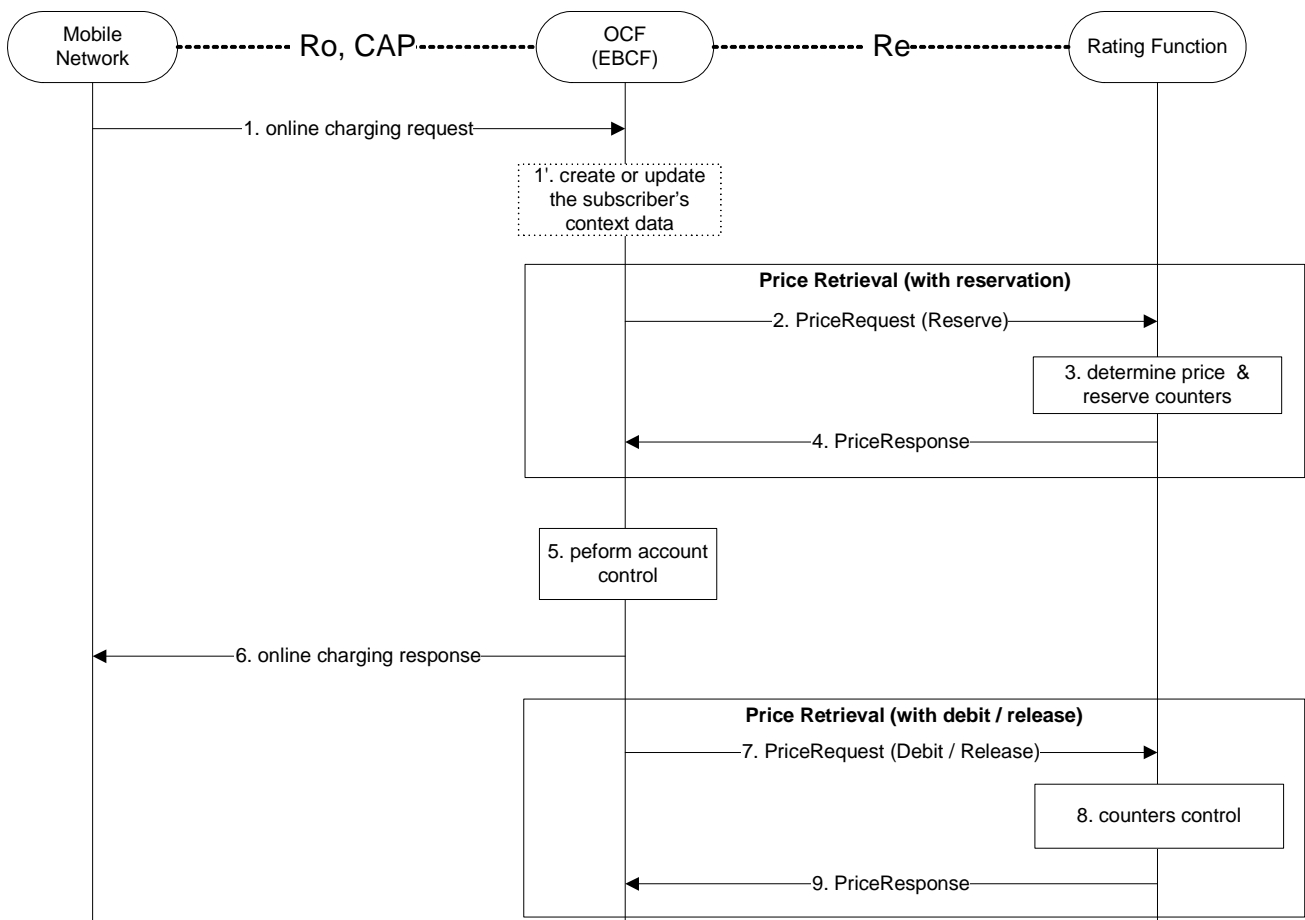 Mobile
Network
Ro, CAP
OCF
(EBCF)
Re
Rating Function
1. online charging request
1'. create or update
the subscriber's
context data
Price Retrieval (with reservation)
2. PriceRequest (Reserve)
3. determine price &
reserve counters
4. PriceResponse
5. peform account
control
6. online charging response
Price Retrieval (with debit / release)
7. PriceRequest (Debit / Release)
8. counters control
9. PriceResponse